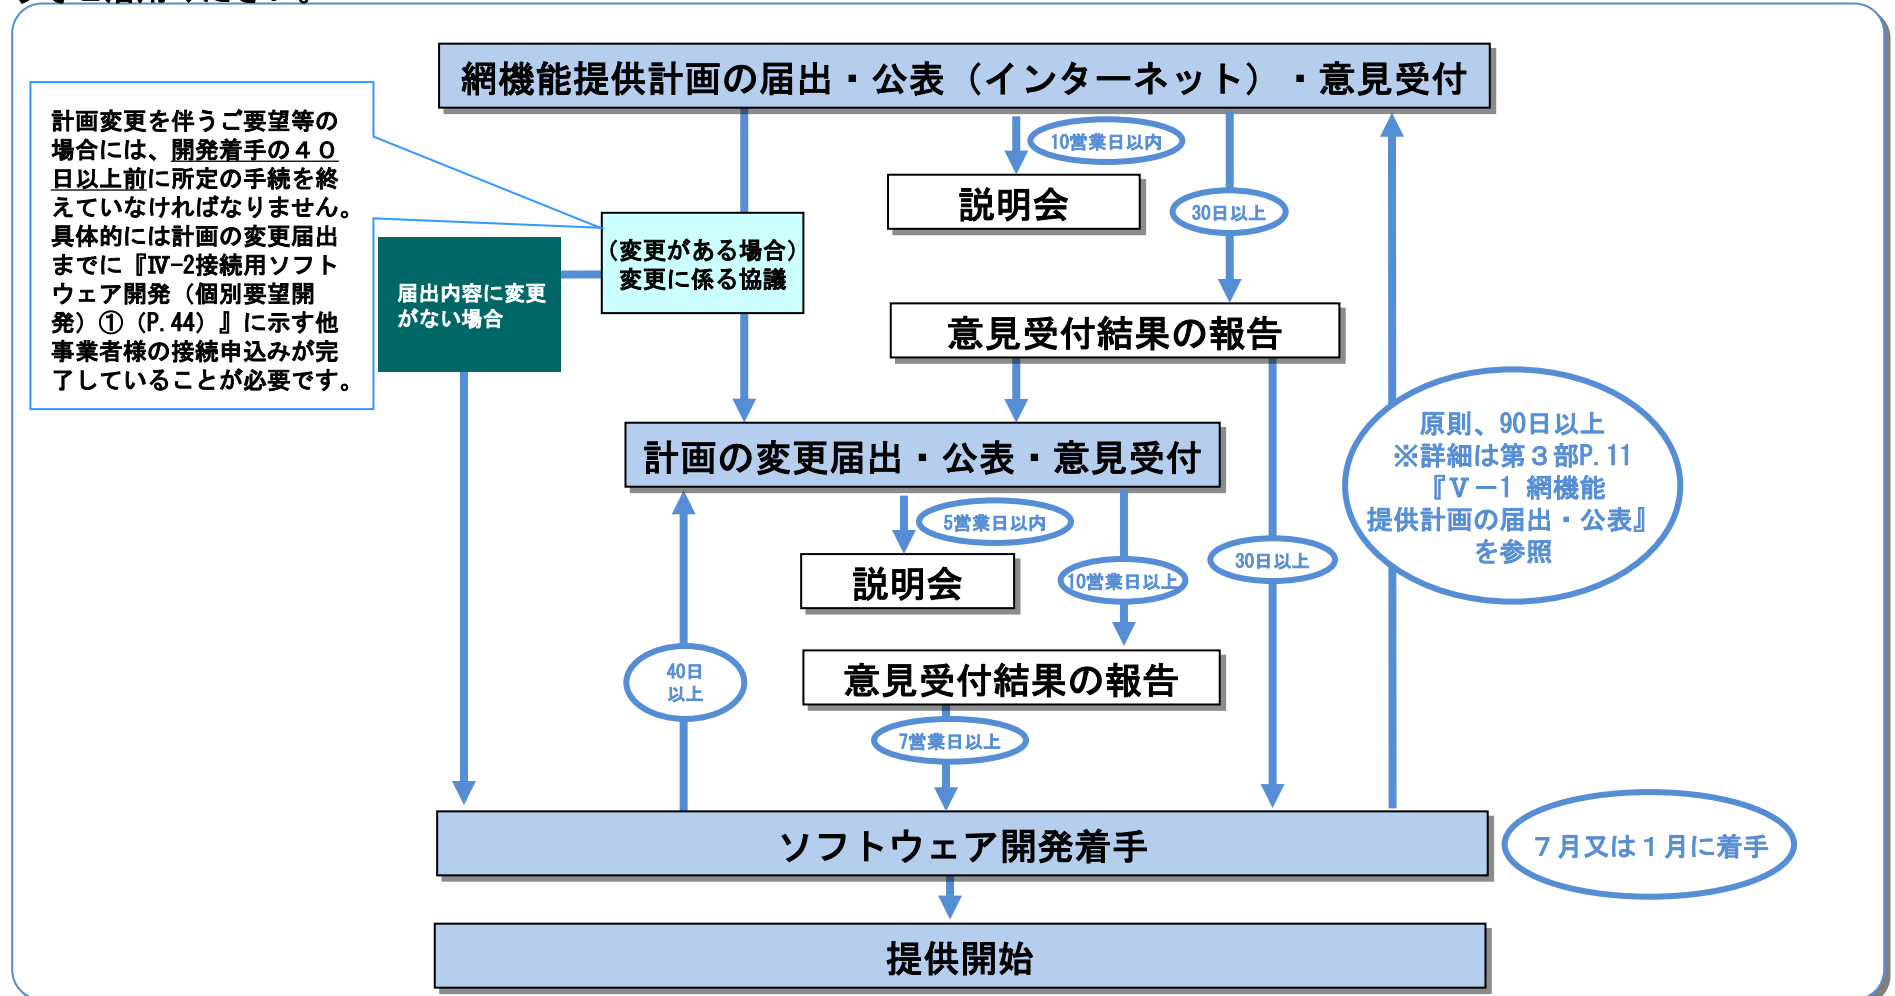 網機能提供計画の届出・公表（インターネット）・意見受付
計画変更を伴うご要望等の
場合には、開発着手の４０
日以上前に所定の手続を終
えていなければなりません。
具体的には計画の変更届出
までに『Ⅳ-2接続用ソフト
ウェア開発（個別要望開
発）①（P.44）』に示す他
事業者様の接続申込みが完
了していることが必要です。
10営業日以内
説明会
30日以上
（変更がある場合）
変更に係る協議
届出内容に変更
がない場合
意見受付結果の報告
原則、90日以上
※詳細は第３部P.11
『Ⅴ－1 網機能
提供計画の届出・公表』
を参照
計画の変更届出・公表・意見受付
5営業日以内
説明会
10営業日以上
30日以上
40日
以上
意見受付結果の報告
7営業日以上
ソフトウェア開発着手
７月又は１月に着手
提供開始